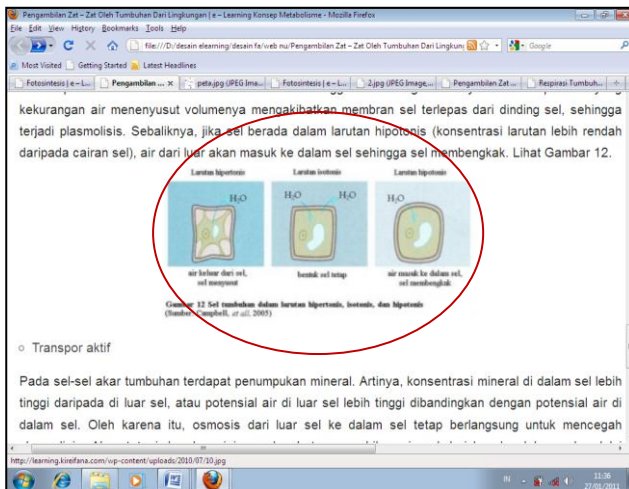 Pengambilan Zat – Zat Oleh Tumbuhan Dari Lingkungan | e – Learning Konsep Metabolisme - Mozilla Firefox
File Edit View History Bookmarks Tools Help
file:///D:/desain elearning/desain fa/web nu/Pengambilan Zat – Zat Oleh Tumbuhan Dari Lingkung
Google
Most Visited Getting Started Latest Headlines
Fotosintesis | e – L... Pengambilan ... peta.jpg (JPEG Ima... Fotosintesis | e – L... 2.jpg (JPEG Image,... Pengambilan Zat ... Respirasi Tumbuh...
kekurangan air menenyusut volumenya mengakibatkan membran sel terlepas dari dinding sel, sehingga
terjadi plasmolisis. Sebaliknya, jika sel berada dalam larutan hipotonis (konsentrasi larutan lebih rendah
daripada cairan sel), air dari luar akan masuk ke dalam sel sehingga sel membengkak. Lihat Gambar 12.
Larutan hipertonis Larutan isotonis Larutan hipotonis
H2O H2O H2O H2O
air keluar dari sel, sel menyusut
bentuk sel tetap
air masuk ke dalam sel, sel membengkak
Gambar 12 Sel tumbuhan dalam larutan hipertonis, isotonis, dan hipotonis
(Sumber: Campbell, et all. 2005)
Transpor aktif
Pada sel-sel akar tumbuhan terdapat penumpukan mineral. Artinya, konsentrasi mineral di dalam sel lebih
tinggi daripada di luar sel, atau potensial air di luar sel lebih tinggi dibandingkan dengan potensial air di
dalam sel. Oleh karena itu, osmosis dari luar sel ke dalam sel tetap berlangsung untuk mencegah
http://learning.kireifana.com/wp-content/uploads/2010/07/10.jpg
IN
11:36
27/01/2011